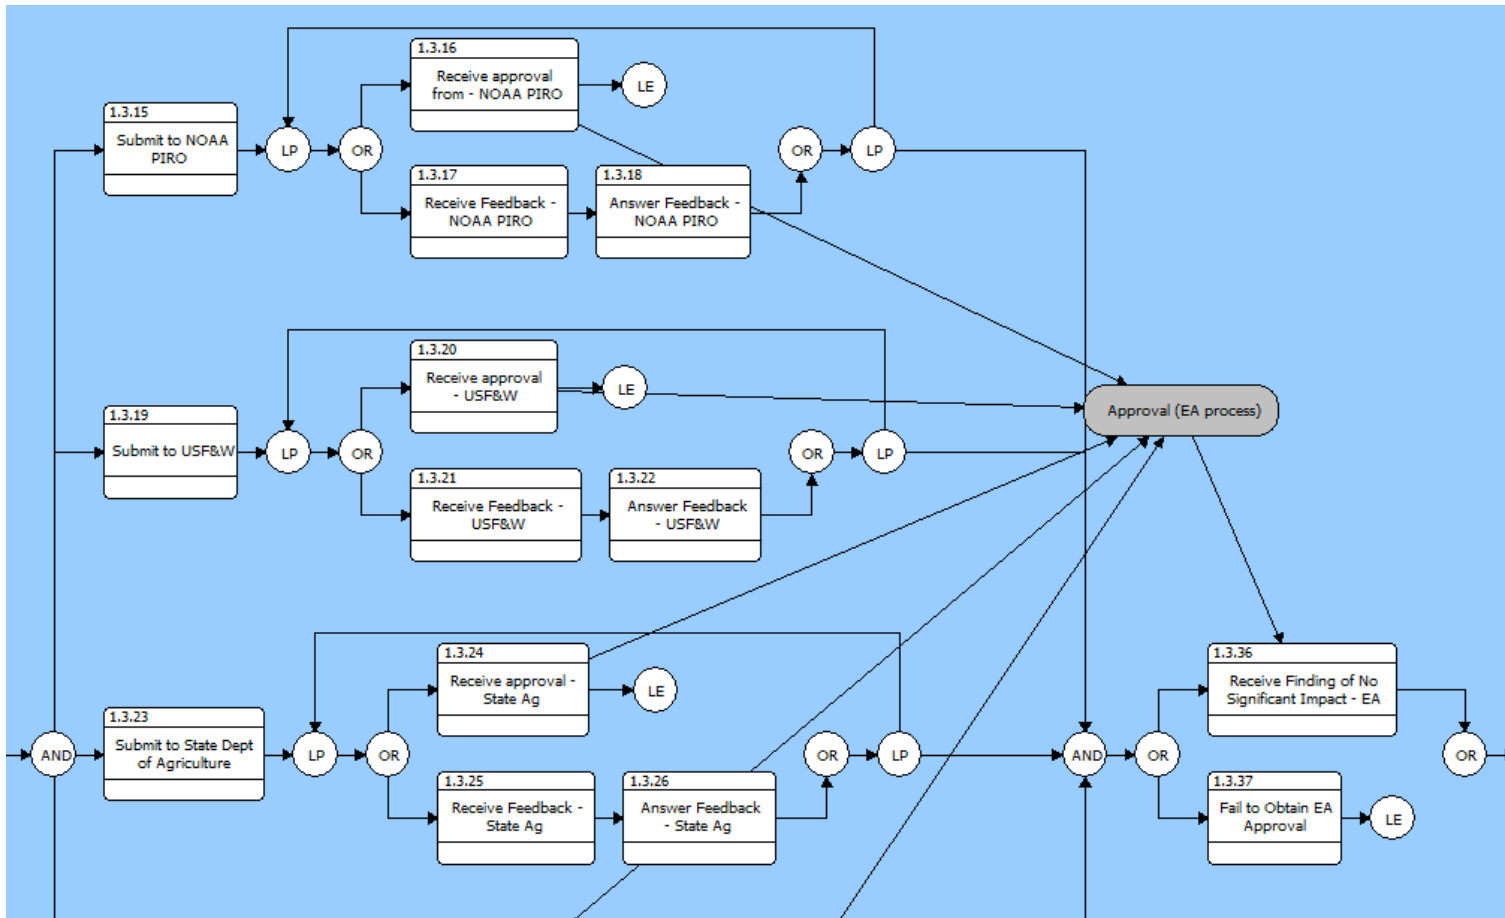 1.3.16
Receive approval
from - NOAA PIRO
LE
1.3.15
Submit to NOAA
PIRO
LP
OR
OR
LP
1.3.17
Receive Feedback -
NOAA PIRO
1.3.18
Answer Feedback -
NOAA PIRO
1.3.20
Receive approval
- USF&W
LE
Approval (EA process)
1.3.19
Submit to USF&W
LP
OR
OR
LP
1.3.21
Receive Feedback -
USF&W
1.3.22
Answer Feedback
- USF&W
1.3.24
Receive approval -
State Ag
LE
1.3.36
Receive Finding of No
Significant Impact - EA
AND
1.3.23
Submit to State Dept
of Agriculture
LP
OR
OR
LP
AND
OR
OR
1.3.25
Receive Feedback -
State Ag
1.3.26
Answer Feedback
- State Ag
1.3.37
Fail to Obtain EA
Approval
LE